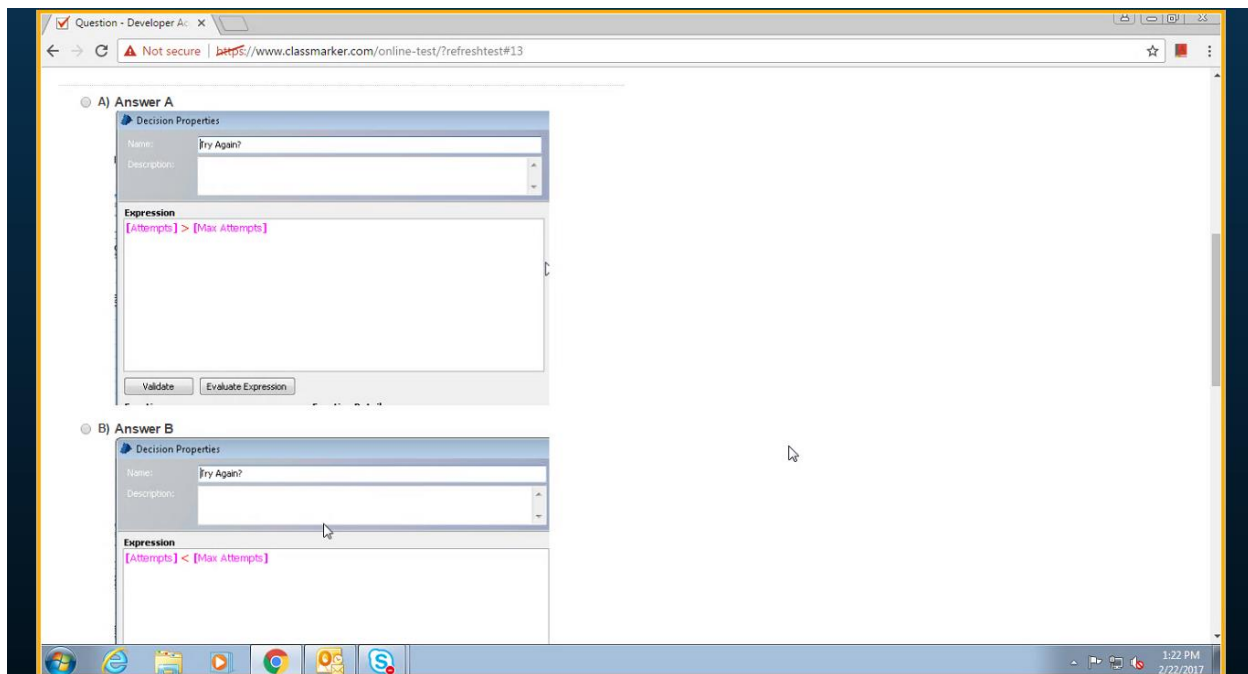 Question - Developer Ac
Not secure | https://www.classmarker.com/online-test/?refreshtest#13
A) Answer A
Decision Properties
Name:
Try Again?
Description:
Expression
[Attempts] > [Max Attempts]
Validate
Evaluate Expression
B) Answer B
Decision Properties
Name:
Try Again?
Description:
Expression
[Attempts] < [Max Attempts]
1:22 PM
2/22/2017